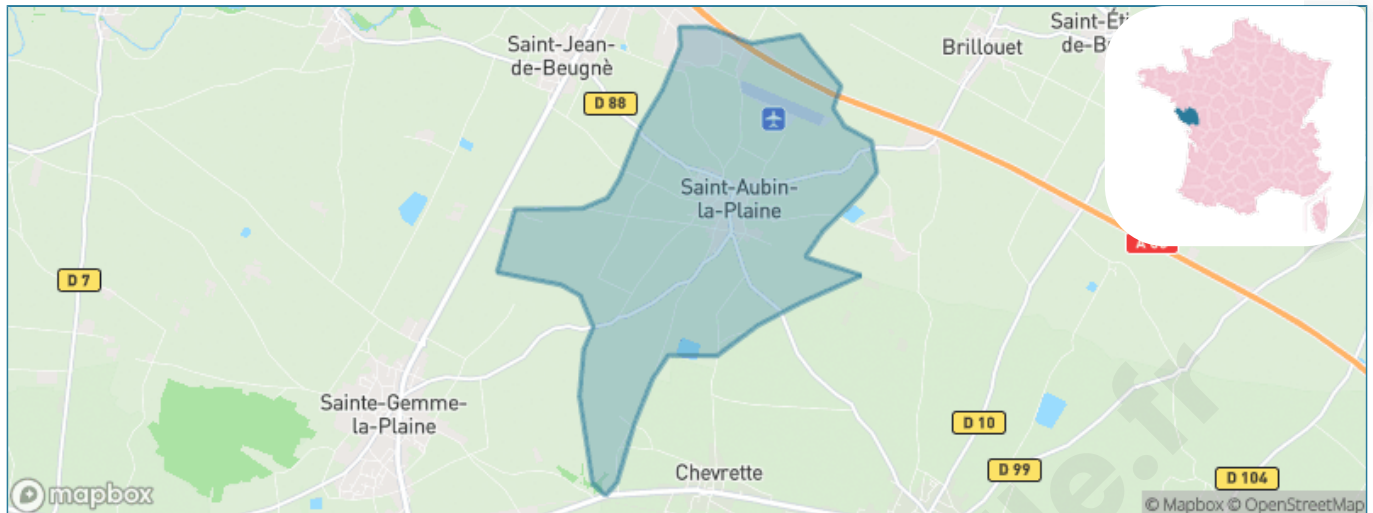 Saint-Jean-
de-Beugnè
Brillouet
D 88
Saint-Aubin-
la-Plaine
D 7
Sainte-Gemme-
la-Plaine
D 10
Chevrette
D 99
D 104
mapbox
© Mapbox © OpenStreetMap